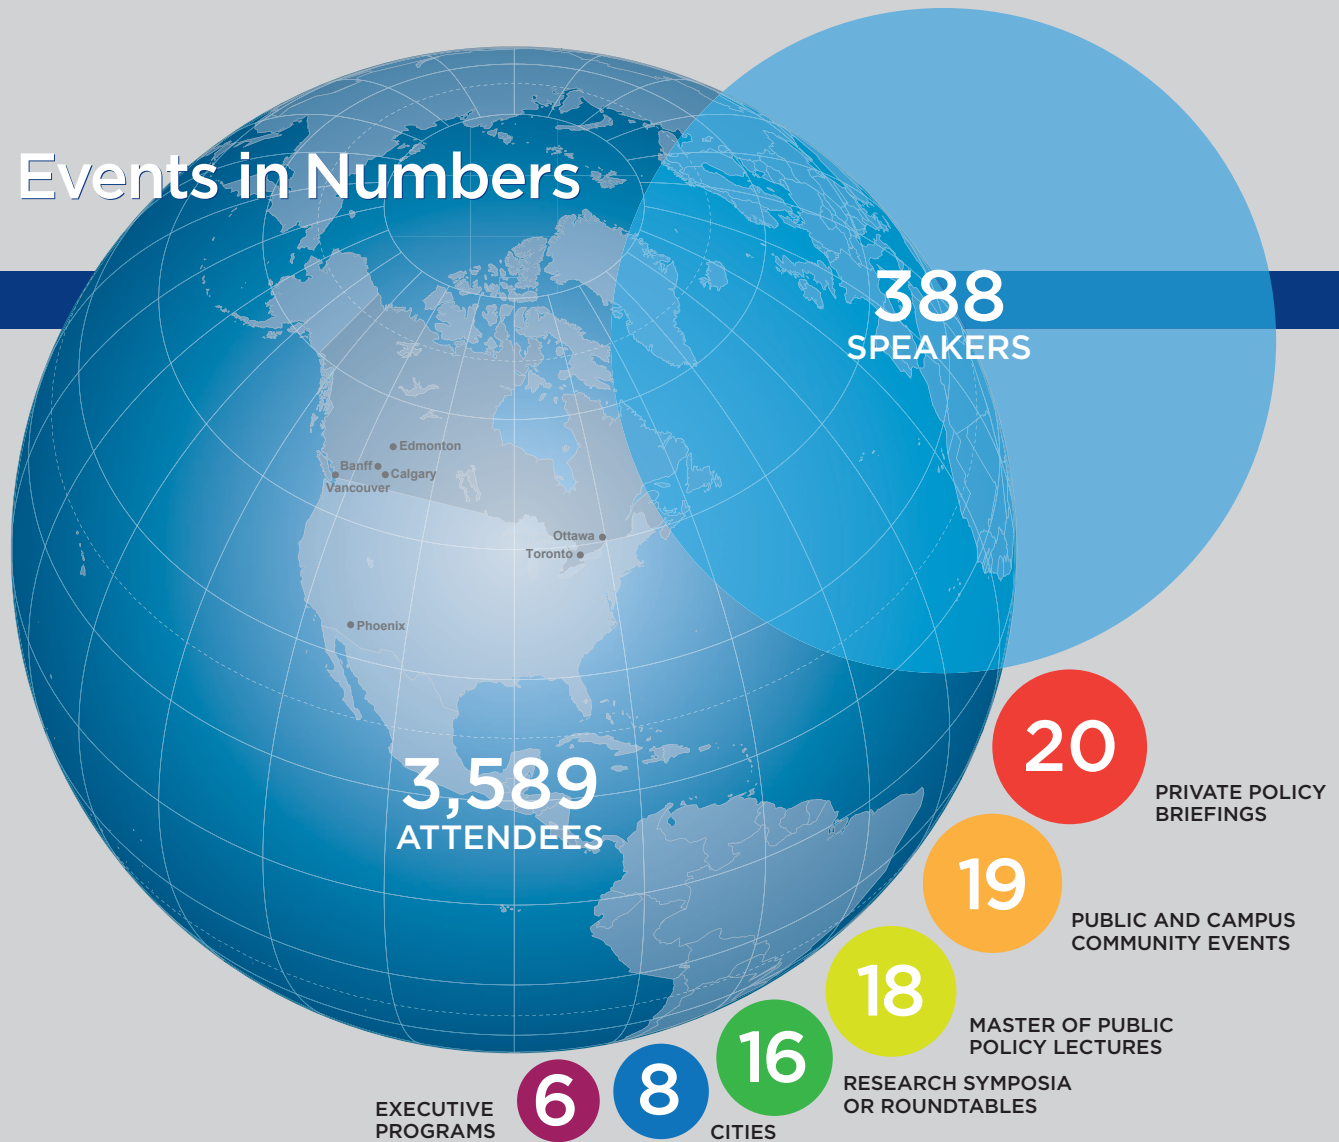 Events in Numbers
388
SPEAKERS
Edmonton
Banff
Calgary
Vancouver
Ottawa
Toronto
Phoenix
3,589
ATTENDEES
20
PRIVATE POLICY
BRIEFINGS
19
PUBLIC AND CAMPUS
COMMUNITY EVENTS
18
MASTER OF PUBLIC
POLICY LECTURES
16
RESEARCH SYMPOSIA
OR ROUNDTABLES
8
CITIES
6
EXECUTIVE
PROGRAMS